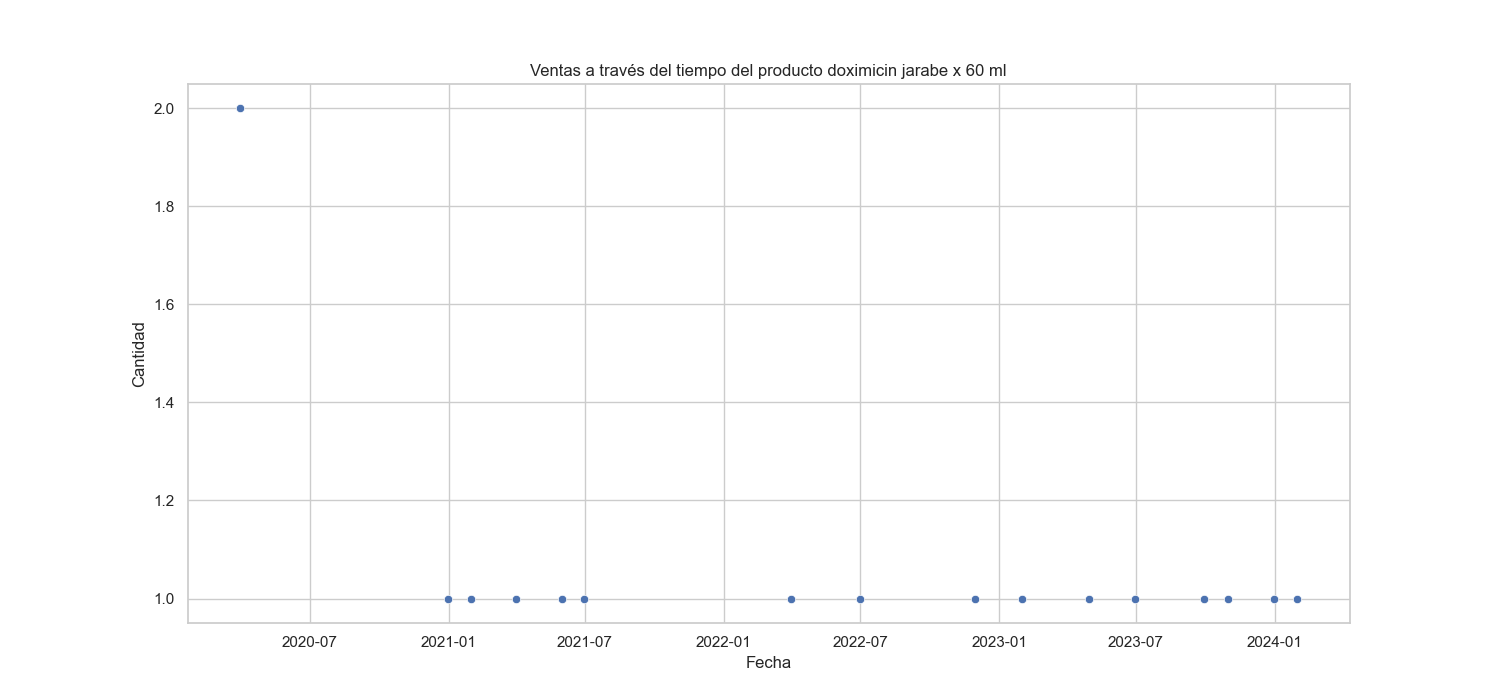 Ventas a través del tiempo del producto doximicin jarabe x 60 ml
2.0
1.8
1.6
1.4
1.2
1.0
Cantidad
2020-07 2021-01 2021-07 2022-01 2022-07 2023-01 2023-07 2024-01
Fecha